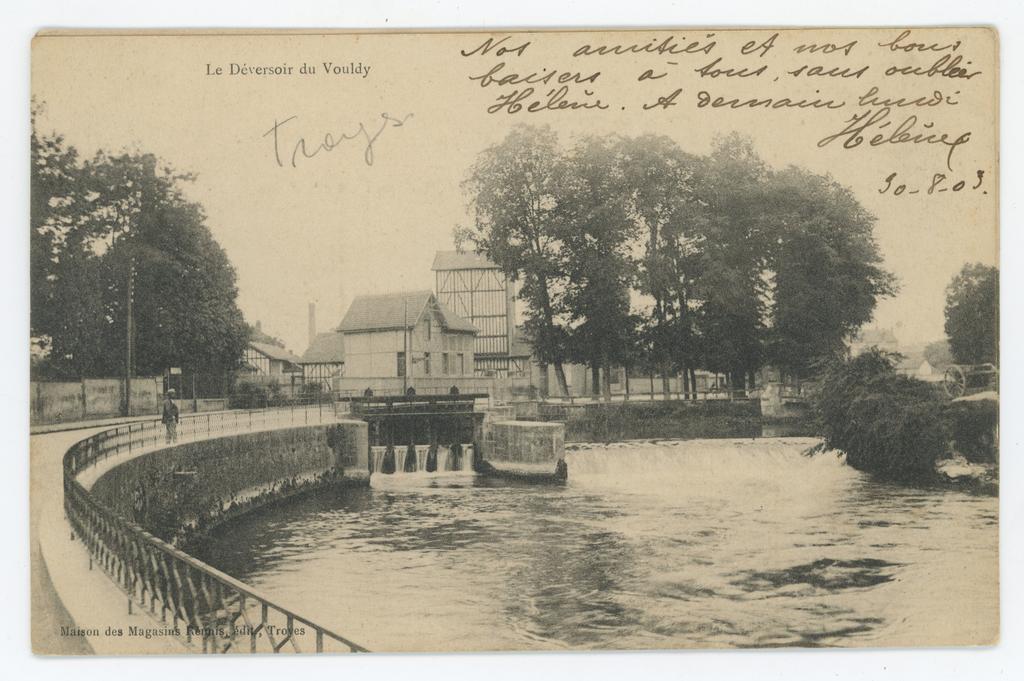 Le Déversoir du Vouldy
Nos amitiés et nos bons
baisers à tous, sans oublier
Hélène. A demain lundi
Hélène
30-8-03.
Troyes
Maison des Magasins Réunis, édit., Troyes